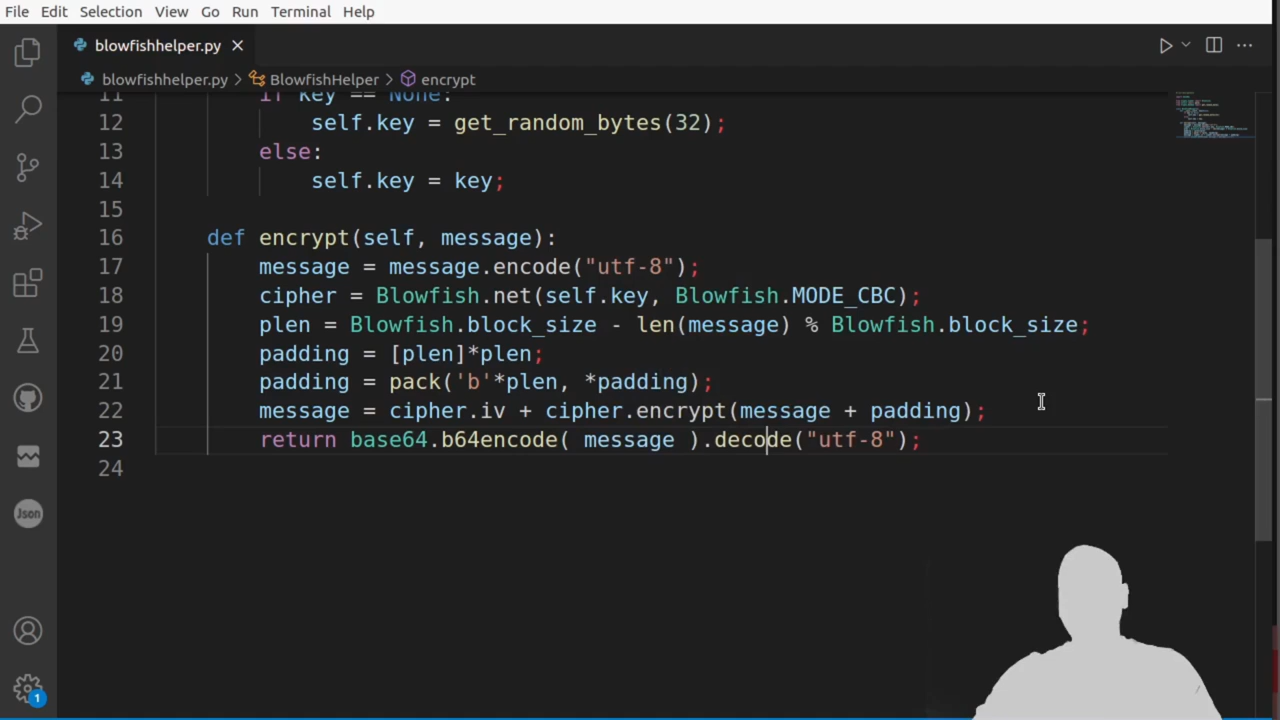 File Edit Selection View Go Run Terminal Help
blowfishhelper.py
blowfishhelper.py > BlowfishHelper > encrypt
11 if key == None:
12 self.key = get_random_bytes(32);
13 else:
14 self.key = key;
15
16 def encrypt(self, message):
17 message = message.encode("utf-8");
18 cipher = Blowfish.net(self.key, Blowfish.MODE_CBC);
19 plen = Blowfish.block_size - len(message) % Blowfish.block_size;
20 padding = [plen]*plen;
21 padding = pack('b'*plen, *padding);
22 message = cipher.iv + cipher.encrypt(message + padding);
23 return base64.b64encode( message ).decode("utf-8");
24
Json
1